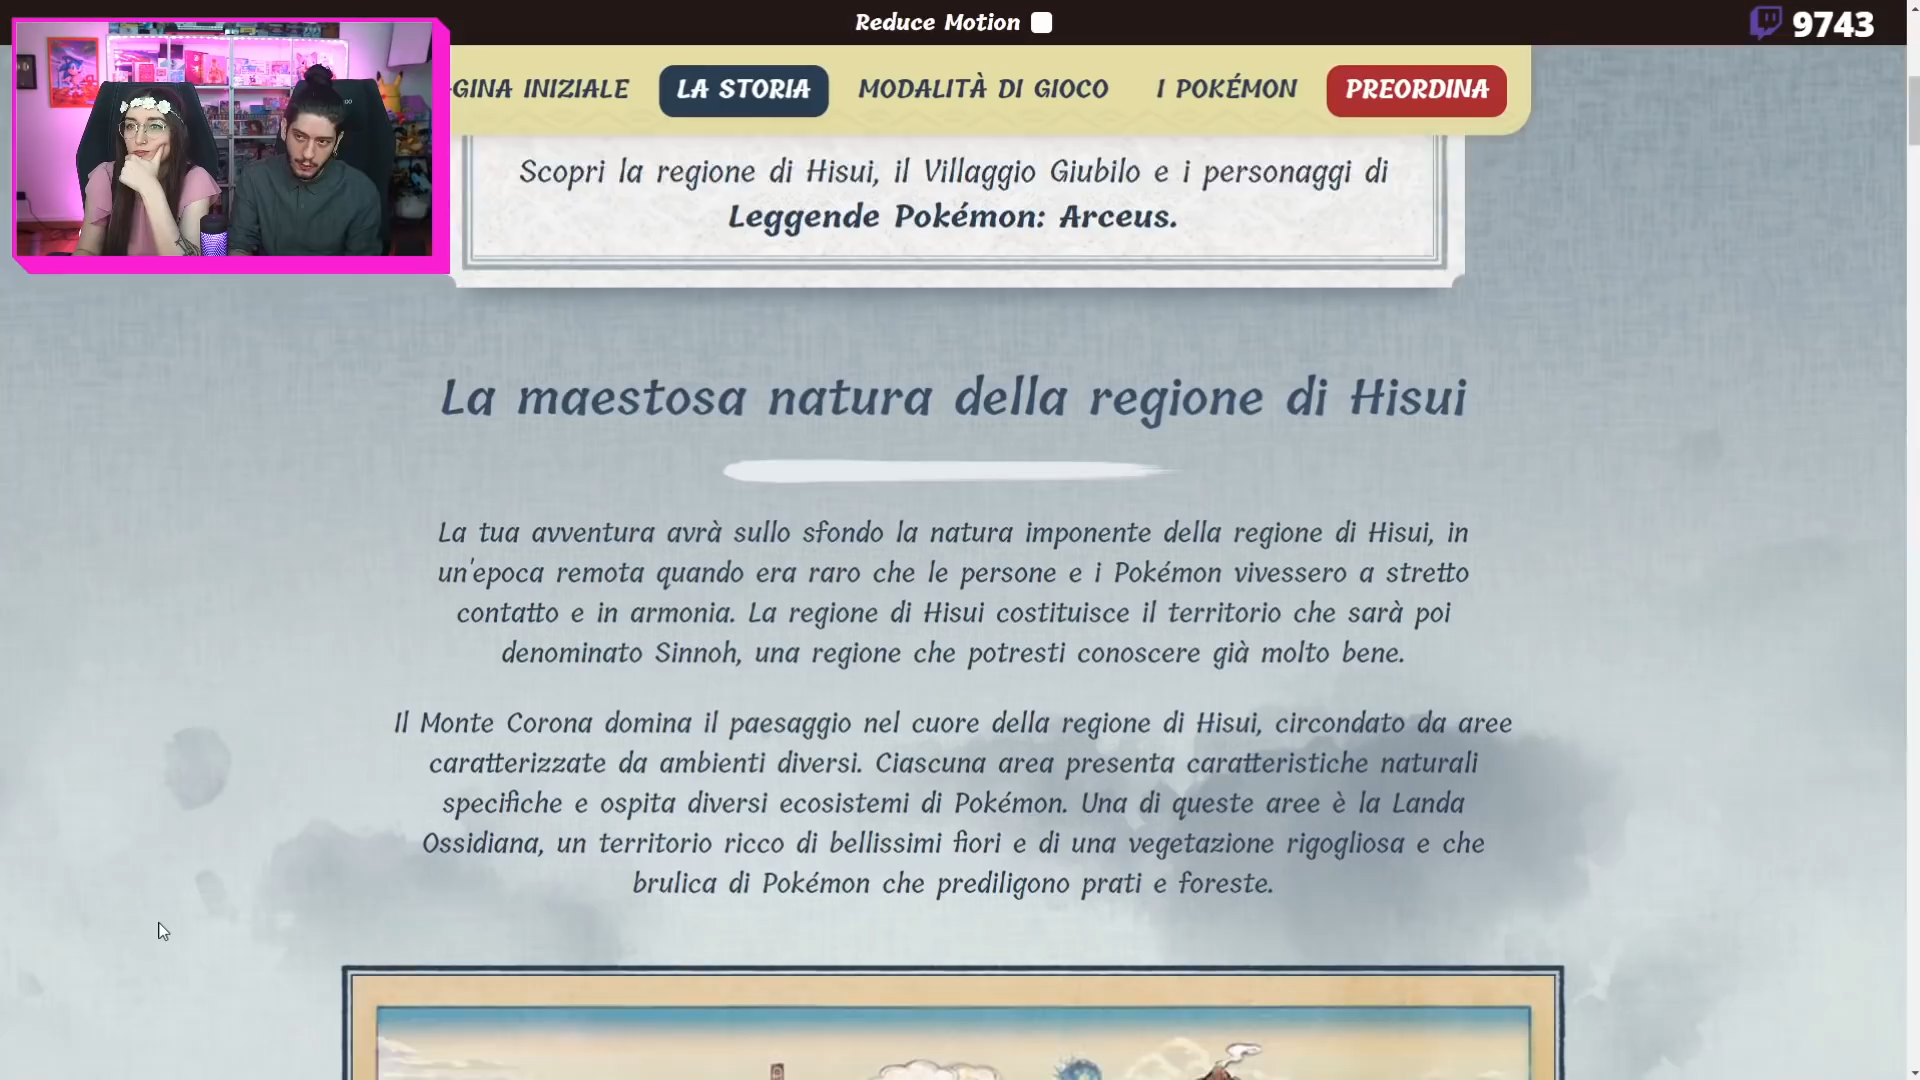 Reduce Motion
9743
GINA INIZIALE
LA STORIA
MODALITÀ DI GIOCO
I POKÉMON
PREORDINA
Scopri la regione di Hisui, il Villaggio Giubilo e i personaggi di
Leggende Pokémon: Arceus.
La maestosa natura della regione di Hisui
La tua avventura avrà sullo sfondo la natura imponente della regione di Hisui, in
un'epoca remota quando era raro che le persone e i Pokémon vivessero a stretto
contatto e in armonia. La regione di Hisui costituisce il territorio che sarà poi
denominato Sinnoh, una regione che potresti conoscere già molto bene.
Il Monte Corona domina il paesaggio nel cuore della regione di Hisui, circondato da aree
caratterizzate da ambienti diversi. Ciascuna area presenta caratteristiche naturali
specifiche e ospita diversi ecosistemi di Pokémon. Una di queste aree è la Landa
Ossidiana, un territorio ricco di bellissimi fiori e di una vegetazione rigogliosa e che
brulica di Pokémon che prediligono prati e foreste.